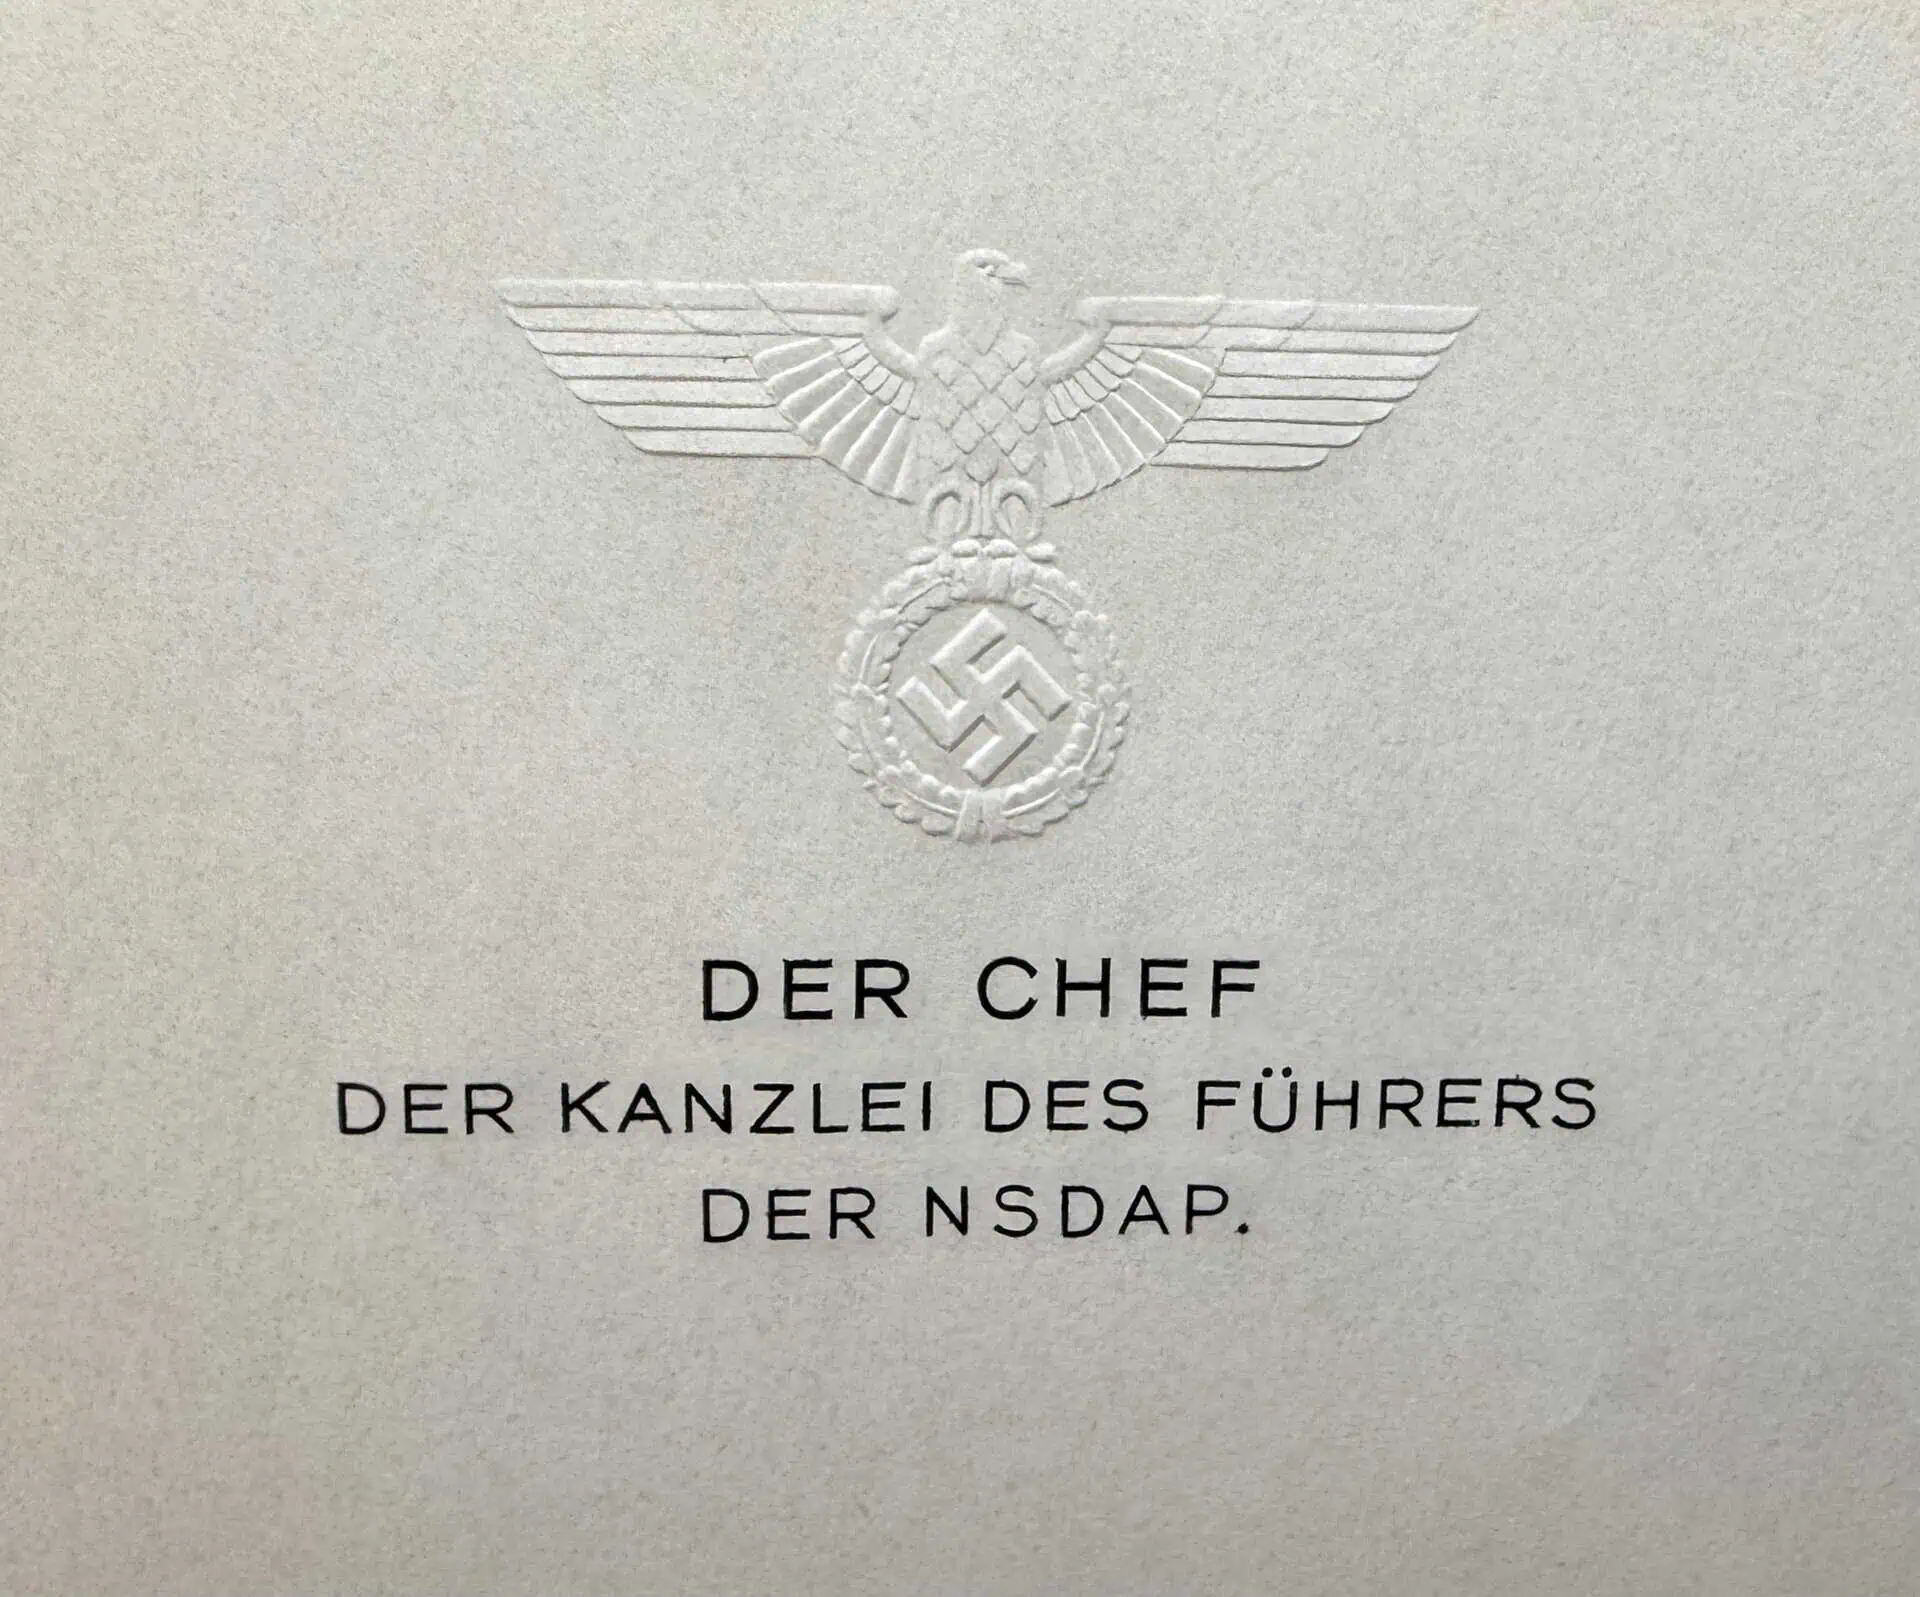 DER CHEF
DER KANZLEI DES FÜHRERS
DER NSDAP.